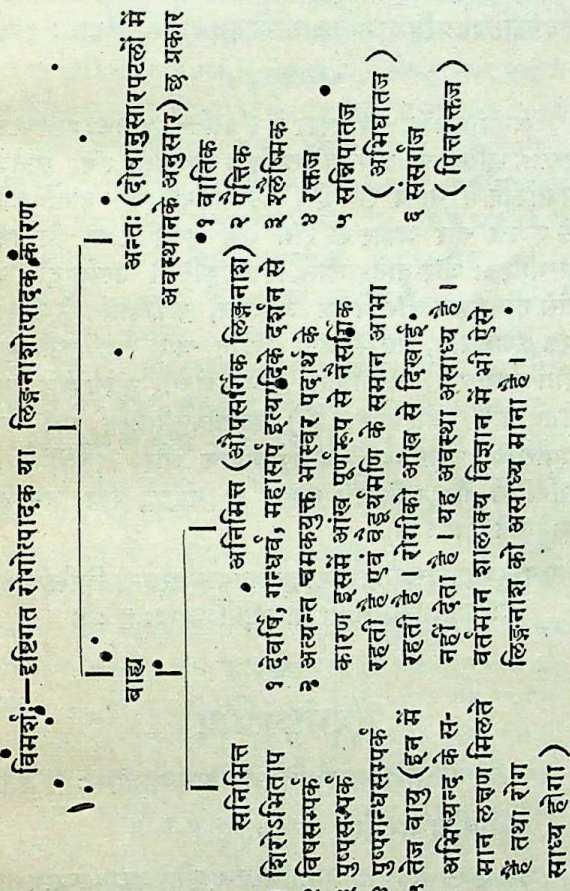 विमर्शः—दृष्टिगत रोगोत्पादक या लिङ्गनाशोत्पादक कारण
बाह्य
सनिमित्त
शिरोऽभिताप
२ विषसम्पर्क
पुष्पसम्पर्क
पुष्पगन्धसम्पर्क
तेज वायु (इन में
अभिष्यन्द के स-
मान लक्षण मिलते
हैं तथा रोग
साध्य होगा)
अनिमित्त (औपसर्गिक लिङ्गनाश)
१ देवर्षि, गन्धर्व, महासर्प इत्यादिके दर्शन से
२ अत्यन्त चमकयुक्त भास्वर पदार्थ के
कारण इसमें आंख पूर्णरूप से नैसर्गिक
रहती है एवं वैडूर्यमणि के समान आभा
रहती है । रोगीको आंख से दिखाई
नहीं देता है । यह अवस्था असाध्य है ।
वर्तमान शालाक्य विज्ञान में भी ऐसे
लिङ्गनाश को असाध्य माना है ।
अन्तः (दोषानुसारपटलों में
अवस्थानके अनुसार) छ प्रकार
१ वातिक
२ पैत्तिक
३ श्लैष्मिक
४ रक्तज
५ सन्निपातज
(अभिघातज)
६ संसर्गज
(पित्तरक्तज)